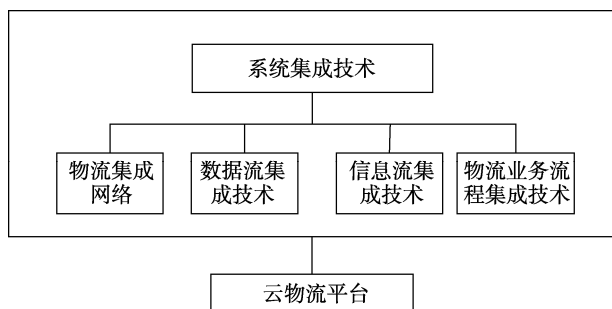 系统集成技术
物流集成
网络
数据流集
成技术
信息流集
成技术
物流业务流
程集成技术
云物流平台